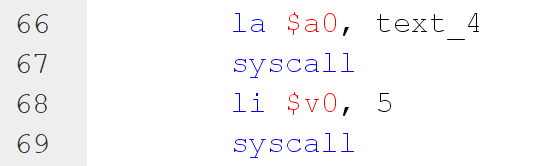 66 la $a0, text_4
67 syscall
68 li $v0, 5
69 syscall